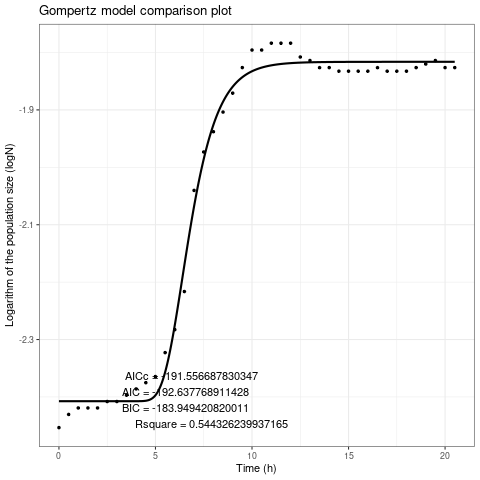 Gompertz model comparison plot
Logarithm of the population size (logN)
-1.9
-2.1
-2.3
AICc = -191.556687830347
AIC = -192.637768911428
BIC = -183.949420820011
Rsquare = 0.544326239937165
0 5 10 15 20
Time (h)